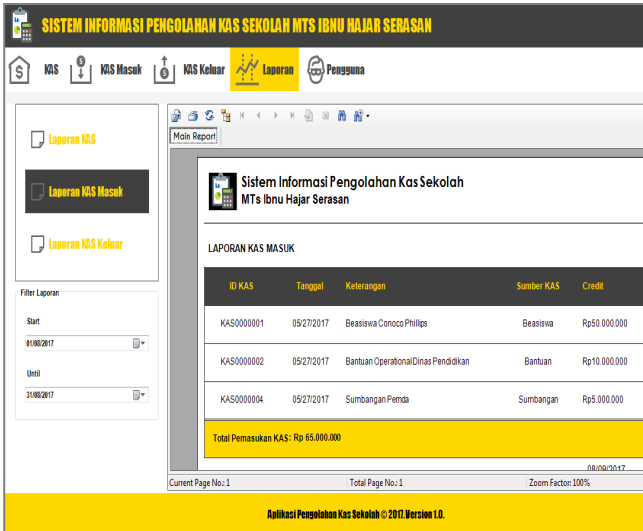 SISTEM INFORMASI PENGOLAHAN KAS SEKOLAH MTS IBNU HAJAR SERASAN
KAS KAS Masuk KAS Keluar Laporan Pengguna
Laporan KAS
Laporan KAS Masuk
Laporan KAS Keluar
Filter Laporan
Start
01/08/2017
Until
31/08/2017
Main Report
Sistem Informasi Pengolahan Kas Sekolah
MTs Ibnu Hajar Serasan
LAPORAN KAS MASUK
ID KAS Tanggal Keterangan Sumber KAS Credit
KAS0000001 05/27/2017 Beasiswa Conoco Phillips Beasiswa Rp50.000.000
KAS0000002 05/27/2017 Bantuan Operational Dinas Pendidikan Bantuan Rp10.000.000
KAS0000004 05/27/2017 Sumbangan Pemda Sumbangan Rp5.000.000
Total Pemasukan KAS: Rp 65.000.000
08/09/2017
Current Page No.: 1 Total Page No.: 1 Zoom Factor: 100%
Aplikasi Pengolahan Kas Sekolah © 2017. Version 1.0.